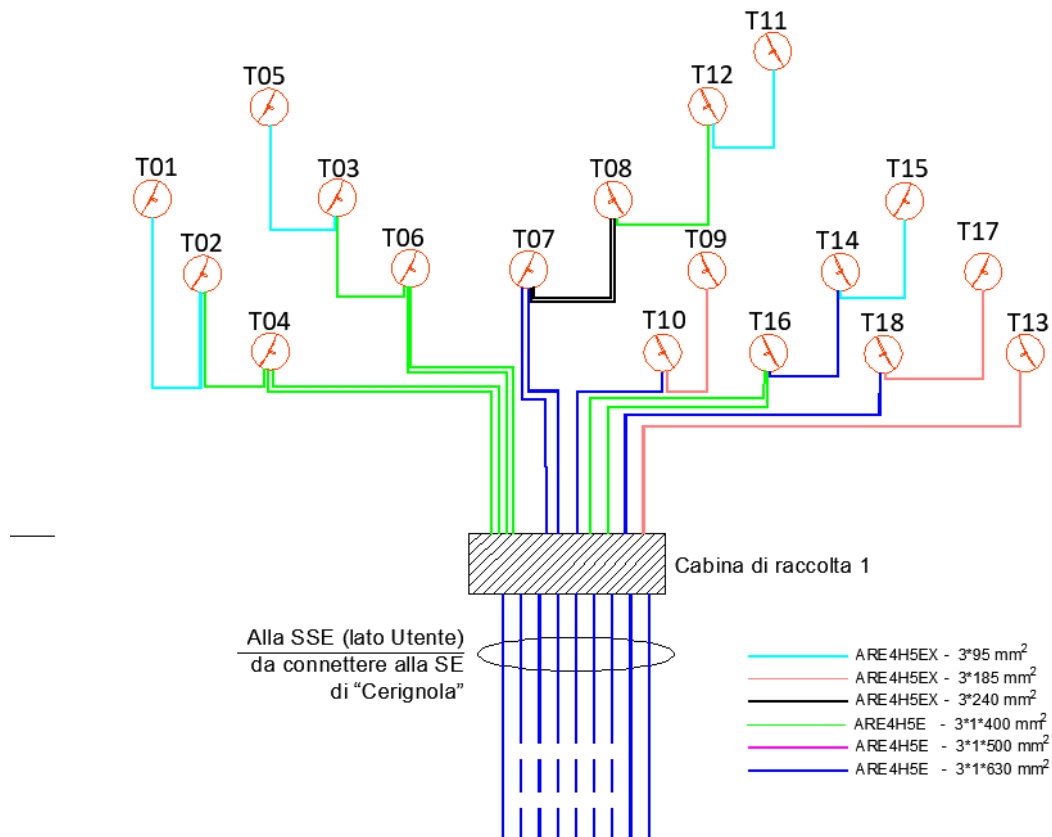 T11
T12
T05
T01
T03
T08
T15
T02
T06
T07
T09
T14
T17
T04
T10
T16
T18
T13
Cabina di raccolta 1
Alla SSE (lato Utente)
da connettere alla SE
di “Cerignola”
ARE4H5EX - 3*95 mm²
ARE4H5EX - 3*185 mm²
ARE4H5EX - 3*240 mm²
ARE4H5E - 3*1*400 mm²
ARE4H5E - 3*1*500 mm²
ARE4H5E - 3*1*630 mm²